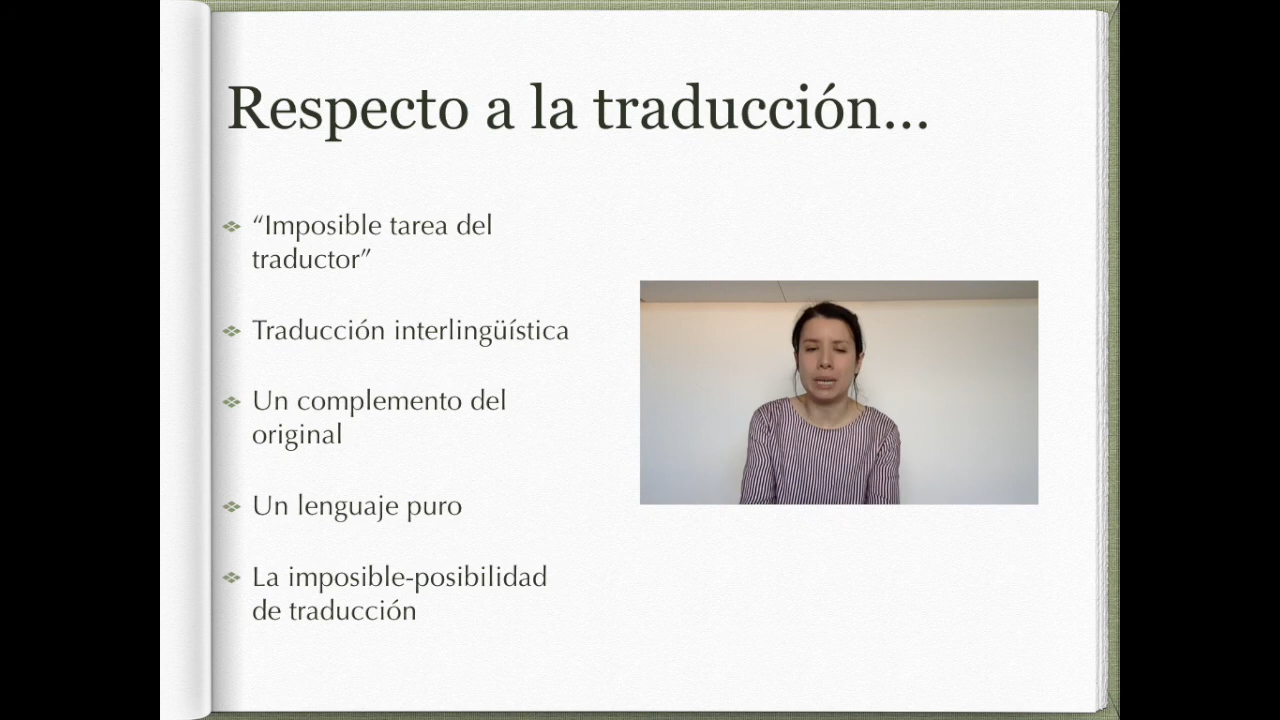 Respecto a la traducción...
“Imposible tarea del
traductor”
Traducción interlingüística
Un complemento del
original
Un lenguaje puro
La imposible-posibilidad
de traducción